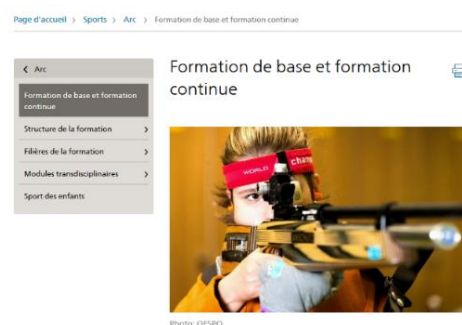 Page d'accueil > Sports > Arc > Formation de base et formation continue
Arc
Formation de base et formation
continue
Structure de la formation
Filières de la formation
Modules transdisciplinaires
Sport des enfants
Formation de base et formation
continue
WORLD cham
Photo: OFSPO